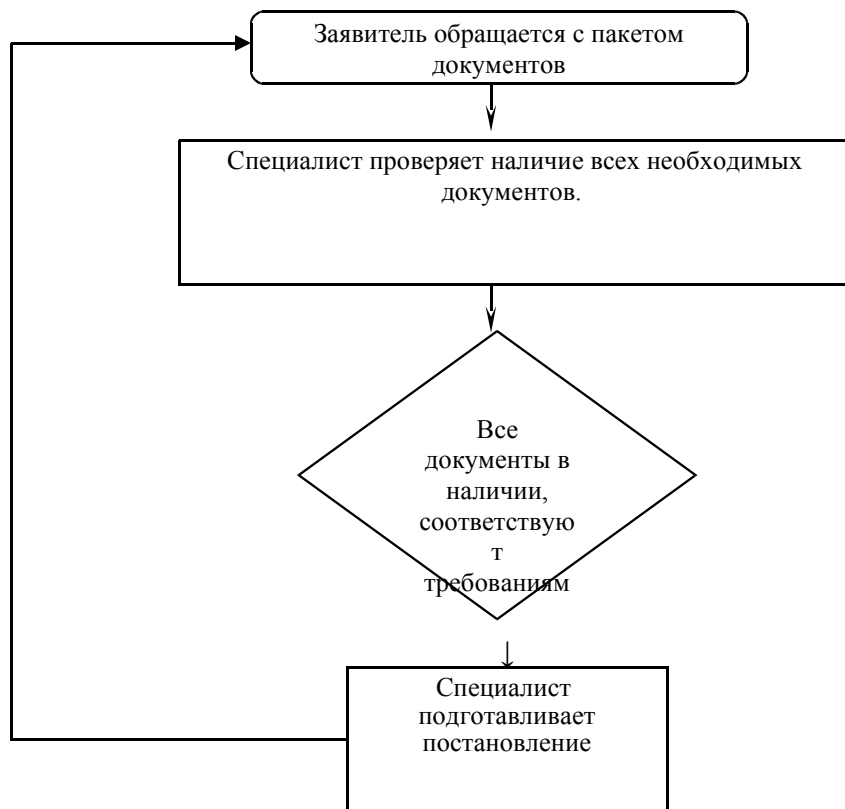 Заявитель обращается с пакетом
документов
Специалист проверяет наличие всех необходимых
документов.
Все
документы в
наличии,
соответствую
т
требованиям
↓
Специалист
подготавливает
постановление